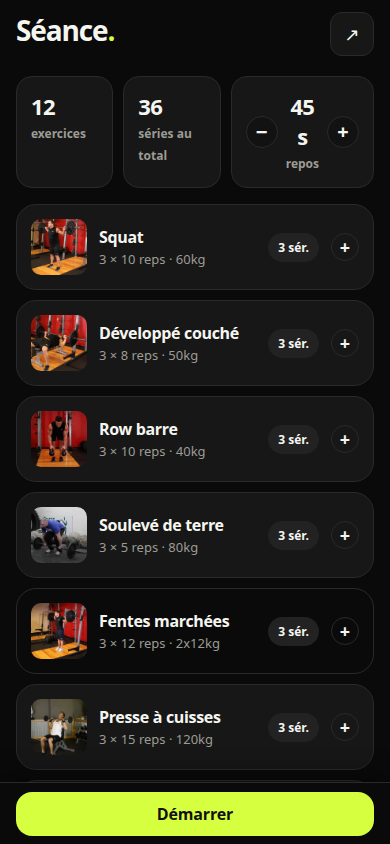 Séance.
↗
12
exercices
36
séries au
total
−
45
s
repos
+
Squat
3 × 10 reps · 60kg
3 sér.
+
Développé couché
3 × 8 reps · 50kg
3 sér.
+
Row barre
3 × 10 reps · 40kg
3 sér.
+
Soulevé de terre
3 × 5 reps · 80kg
3 sér.
+
Fentes marchées
3 × 12 reps · 2x12kg
3 sér.
+
Presse à cuisses
3 × 15 reps · 120kg
3 sér.
+
Démarrer